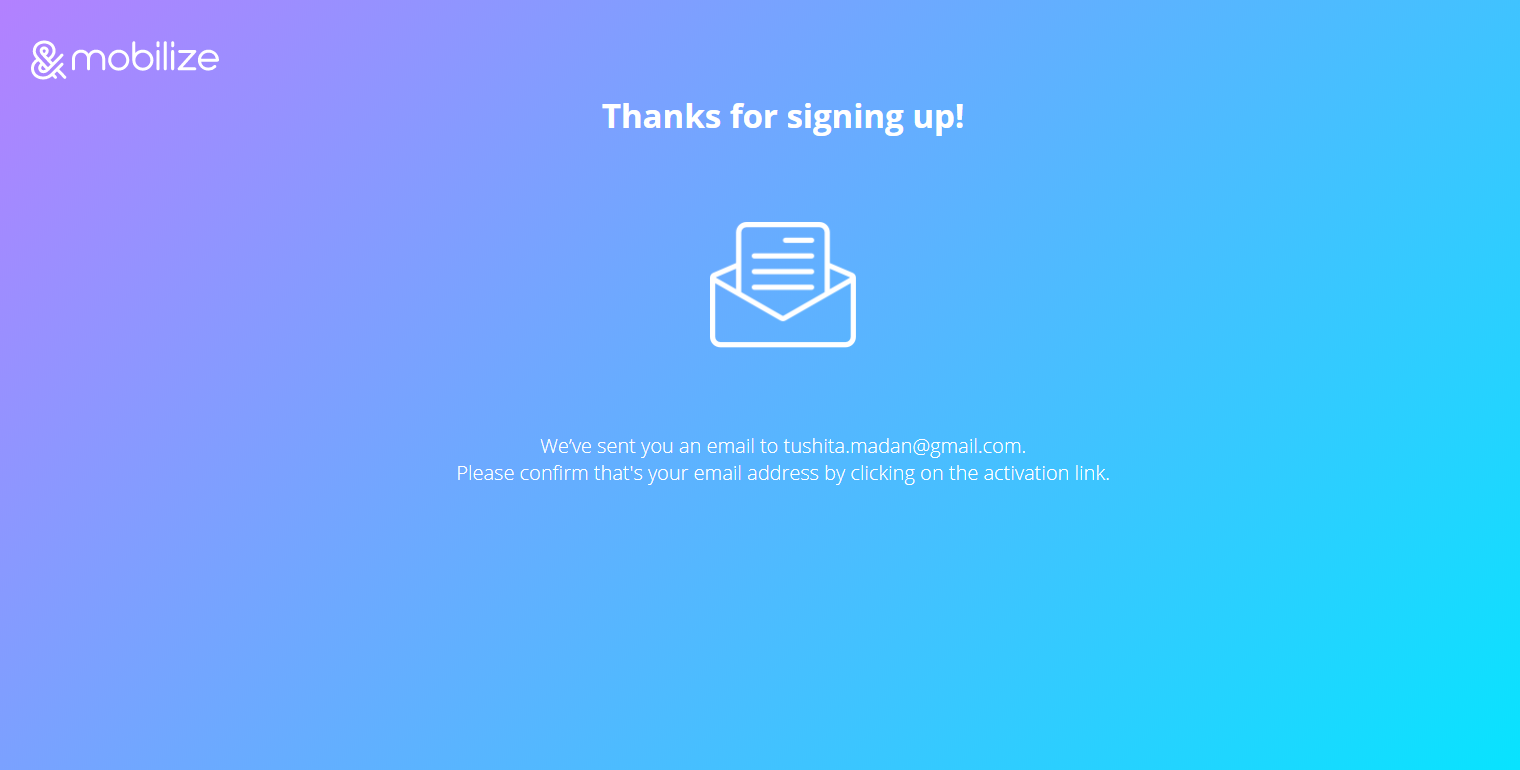 & mobilize
Thanks for signing up!
We’ve sent you an email to tushita.madan@gmail.com.
Please confirm that's your email address by clicking on the activation link.